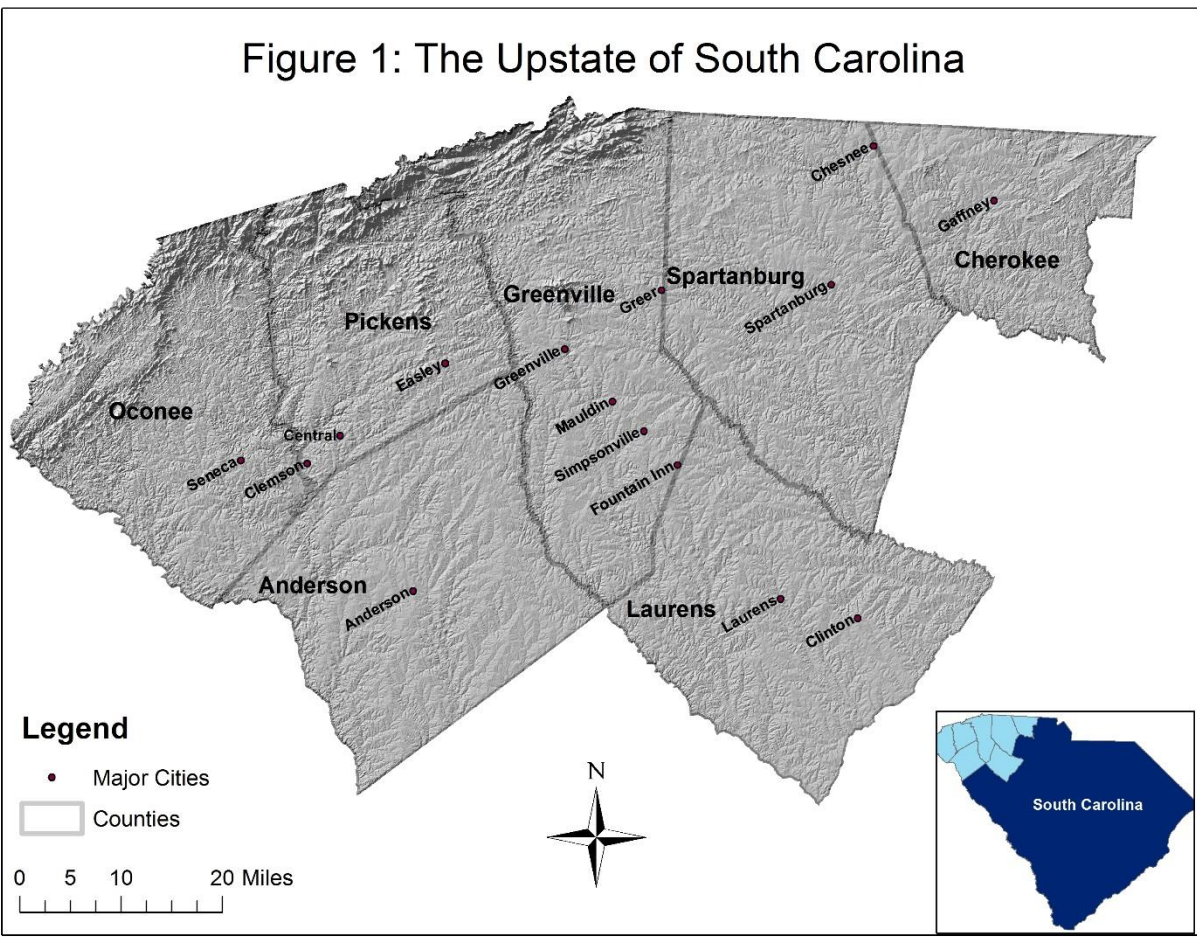 Figure 1: The Upstate of South Carolina
Chesnee
Gaffney
Cherokee
Spartanburg
Greenville
Greer
Spartanburg
Pickens
Easley
Greenville
Oconee
Mauldin
Central
Simpsonville
Seneca
Clemson
Fountain Inn
Anderson
Anderson
Laurens
Laurens
Clinton
Legend
Major Cities
Counties
0 5 10 20 Miles
N
South Carolina